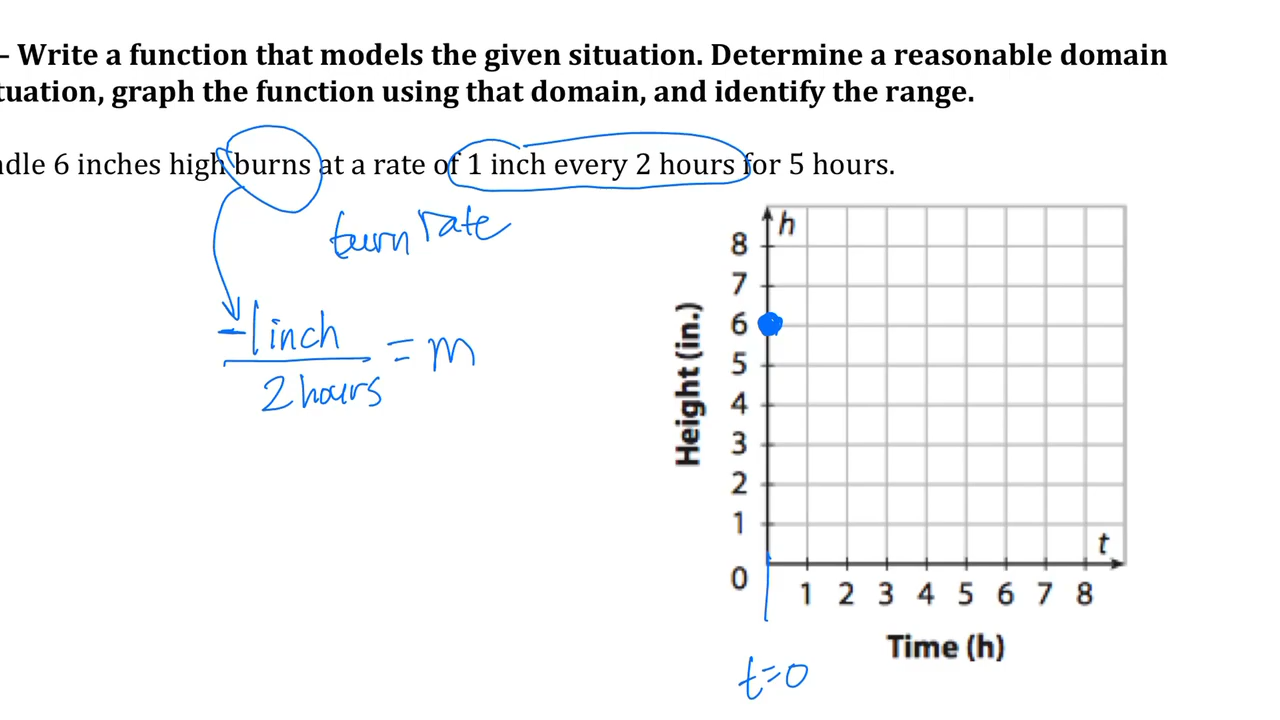 – Write a function that models the given situation. Determine a reasonable domain
tuation, graph the function using that domain, and identify the range.
ndle 6 inches high burns at a rate of 1 inch every 2 hours for 5 hours.
burn rate
-1 inch
2 hours
= m
h
8
7
6
5
4
3
2
1
0
Height (in.)
t
1 2 3 4 5 6 7 8
Time (h)
t=0